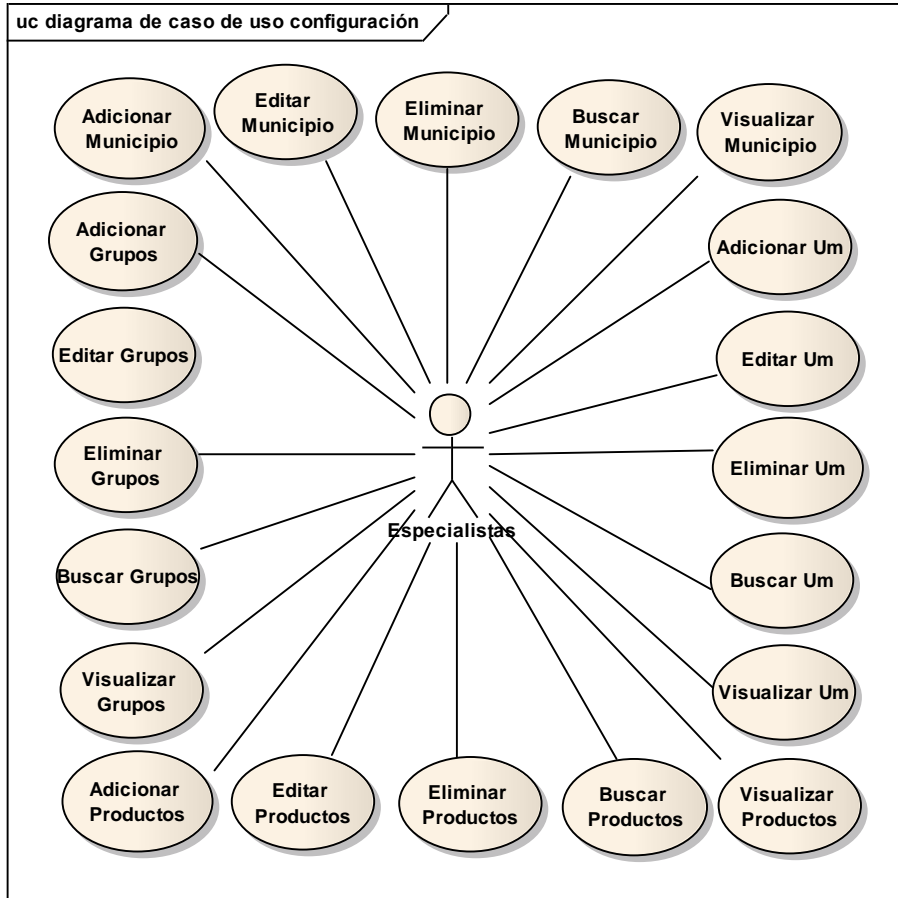 uc diagrama de caso de uso configuración
Adicionar
Municipio
Editar
Municipio
Eliminar
Municipio
Buscar
Municipio
Visualizar
Municipio
Adicionar
Grupos
Adicionar Um
Editar Grupos
Editar Um
Eliminar
Grupos
Eliminar Um
Especialistas
Buscar Grupos
Buscar Um
Visualizar
Grupos
Visualizar Um
Adicionar
Productos
Editar
Productos
Eliminar
Productos
Buscar
Productos
Visualizar
Productos